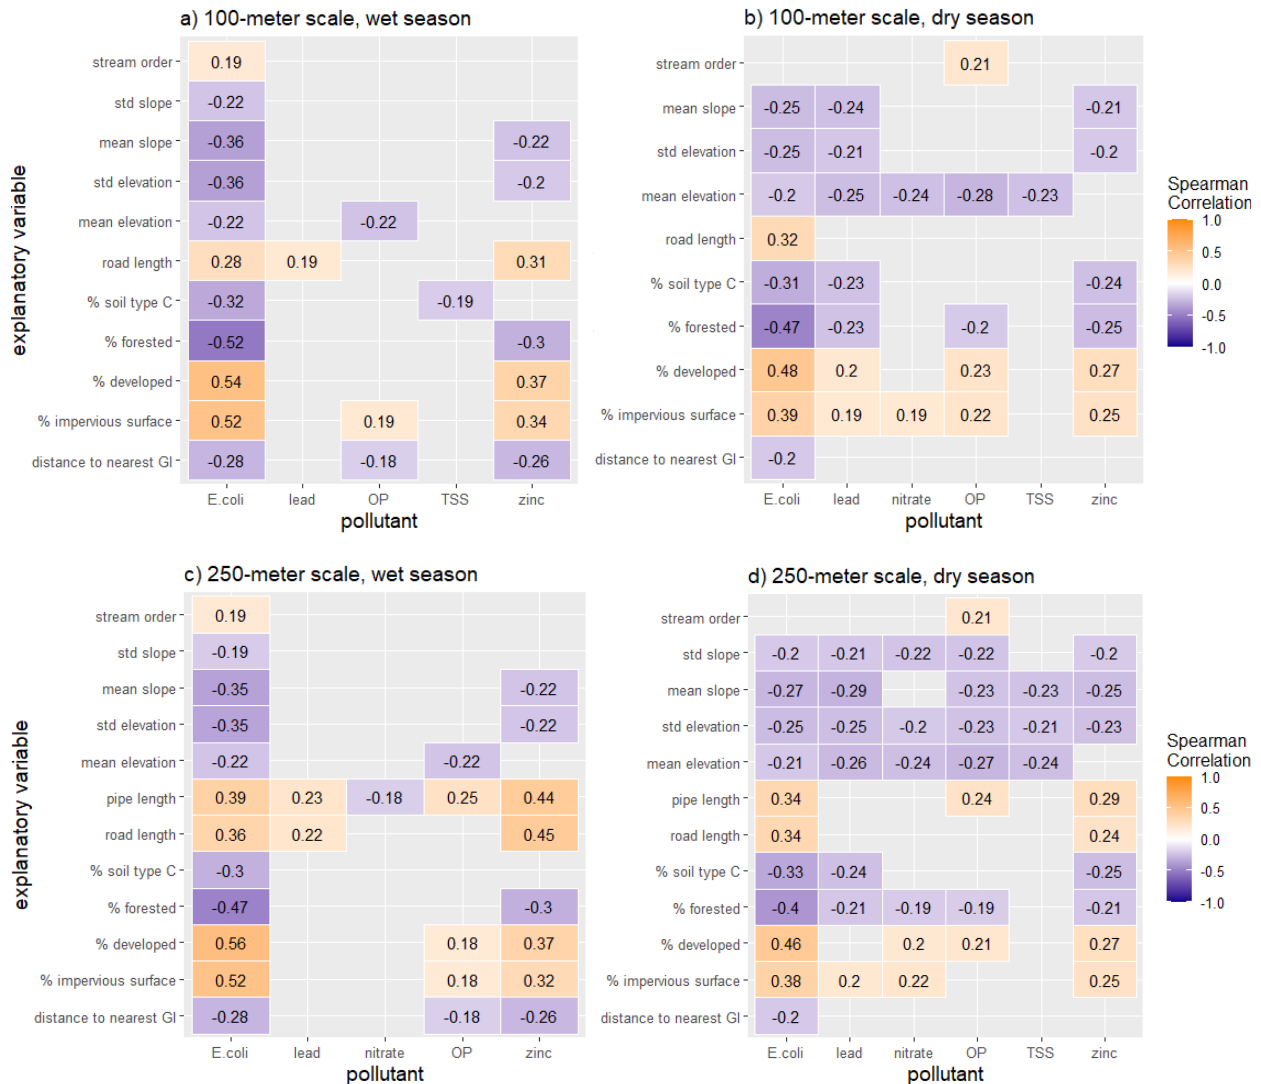 a) 100-meter scale, wet season
explanatory variable
stream order 0.19
std slope -0.22
mean slope -0.36 -0.22
std elevation -0.36 -0.2
mean elevation -0.22 -0.22
road length 0.28 0.19 0.31
% soil type C -0.32 -0.19
% forested -0.52 -0.3
% developed 0.54 0.37
% impervious surface 0.52 0.19 0.34
distance to nearest GI -0.28 -0.18 -0.26
E.coli lead OP TSS zinc
pollutant
b) 100-meter scale, dry season
stream order 0.21
mean slope -0.25 -0.24 -0.21
std elevation -0.25 -0.21 -0.2
mean elevation -0.2 -0.25 -0.24 -0.28 -0.23
road length 0.32
% soil type C -0.31 -0.23 -0.24
% forested -0.47 -0.23 -0.2 -0.25
% developed 0.48 0.2 0.23 0.27
% impervious surface 0.39 0.19 0.19 0.22 0.25
distance to nearest GI -0.2
E.coli lead nitrate OP TSS zinc
pollutant
Spearman
Correlation
1.0
0.5
0.0
-0.5
-1.0
c) 250-meter scale, wet season
explanatory variable
stream order 0.19
std slope -0.19
mean slope -0.35 -0.22
std elevation -0.35 -0.22
mean elevation -0.22 -0.22
pipe length 0.39 0.23 -0.18 0.25 0.44
road length 0.36 0.22 0.45
% soil type C -0.3
% forested -0.47 -0.3
% developed 0.56 0.18 0.37
% impervious surface 0.52 0.18 0.32
distance to nearest GI -0.28 -0.18 -0.26
E.coli lead nitrate OP zinc
pollutant
d) 250-meter scale, dry season
stream order 0.21
std slope -0.2 -0.21 -0.22 -0.22 -0.2
mean slope -0.27 -0.29 -0.23 -0.23 -0.25
std elevation -0.25 -0.25 -0.2 -0.23 -0.21 -0.23
mean elevation -0.21 -0.26 -0.24 -0.27 -0.24
pipe length 0.34 0.24 0.29
road length 0.34 0.24
% soil type C -0.33 -0.24 -0.25
% forested -0.4 -0.21 -0.19 -0.19 -0.21
% developed 0.46 0.2 0.21 0.27
% impervious surface 0.38 0.2 0.22 0.25
distance to nearest GI -0.2
E.coli lead nitrate OP TSS zinc
pollutant
Spearman
Correlation
1.0
0.5
0.0
-0.5
-1.0